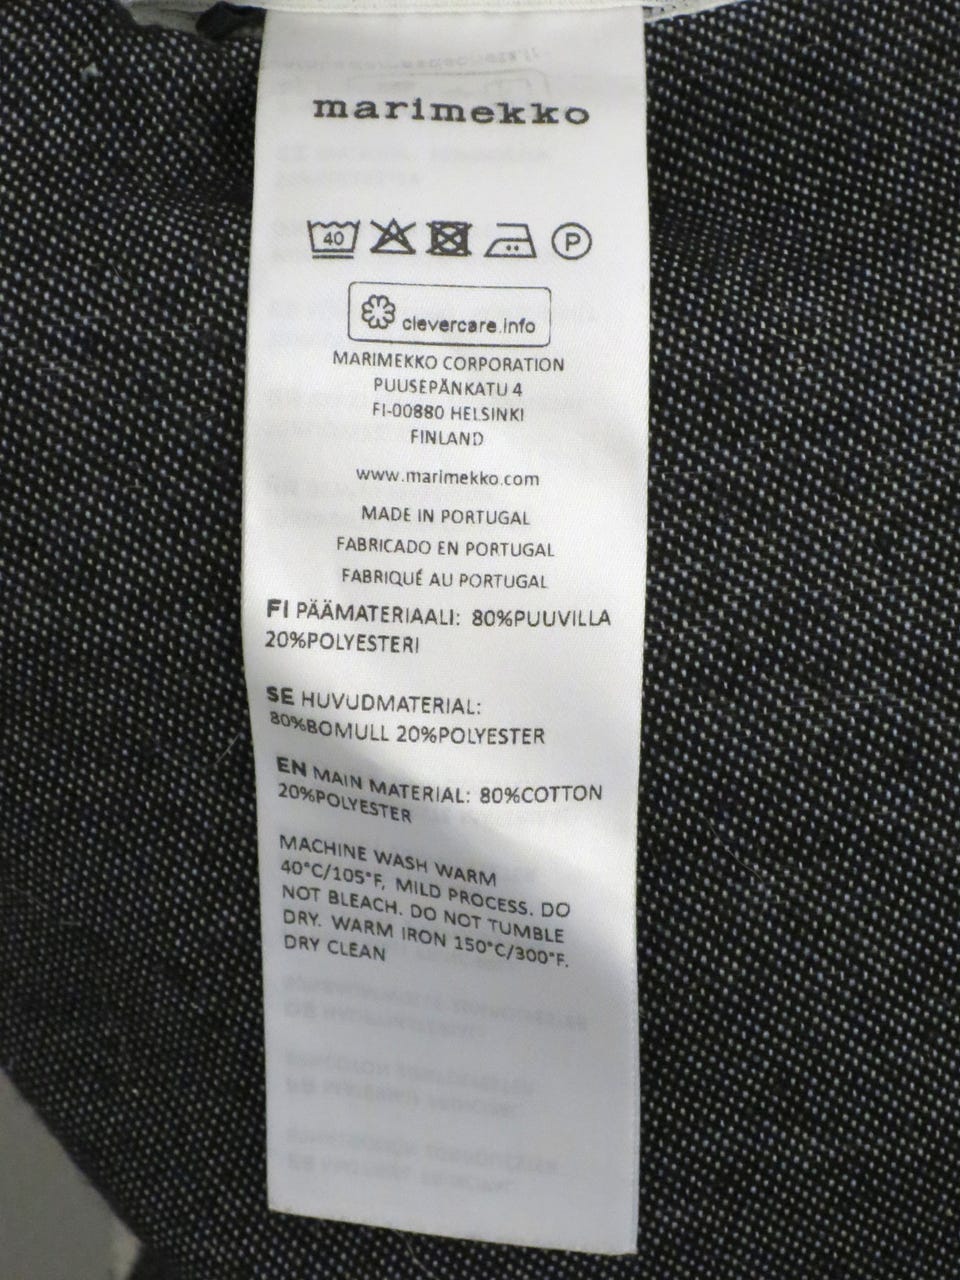 marimekko
40 P
clevercare.info
MARIMEKKO CORPORATION
PUUSEPÄNKATU 4
FI-00880 HELSINKI
FINLAND
www.marimekko.com
MADE IN PORTUGAL
FABRICADO EN PORTUGAL
FABRIQUÉ AU PORTUGAL
FI PÄÄMATERIAALI: 80%PUUVILLA
20%POLYESTERI
SE HUVUDMATERIAL:
80%BOMULL 20%POLYESTER
EN MAIN MATERIAL: 80%COTTON
20%POLYESTER
MACHINE WASH WARM
40°C/105°F, MILD PROCESS. DO
NOT BLEACH. DO NOT TUMBLE
DRY. WARM IRON 150°C/300°F.
DRY CLEAN